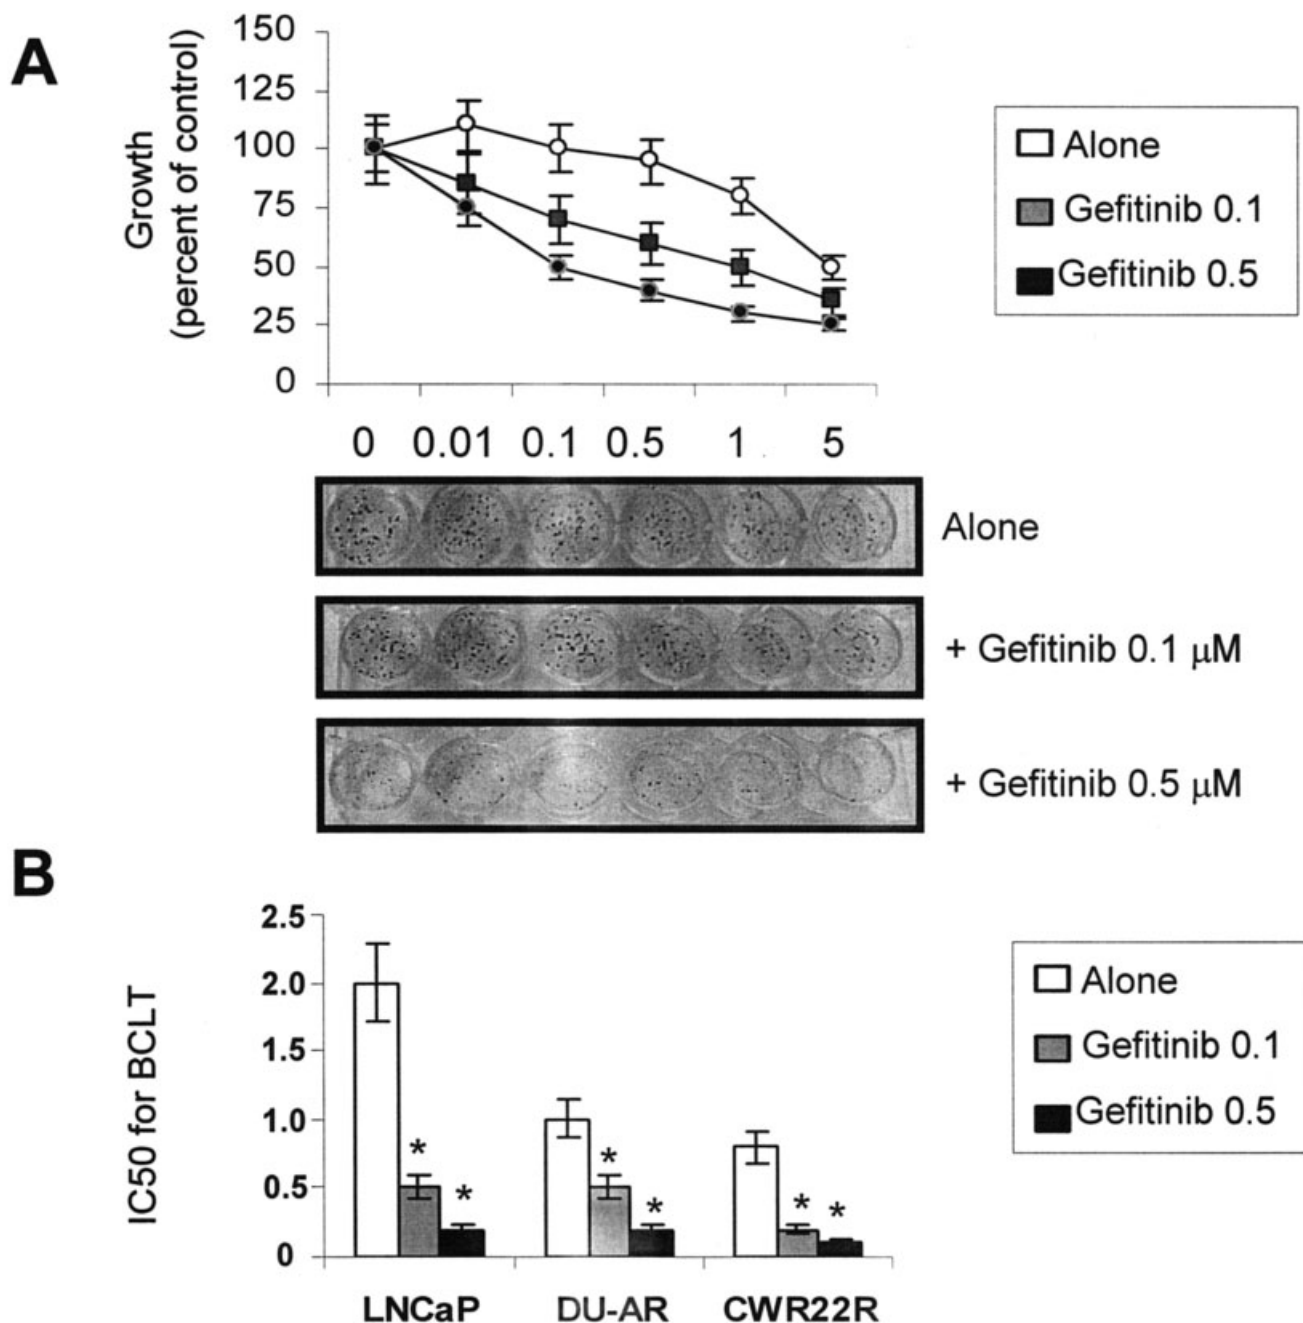 A
Growth
(percent of control)
150
125
100
75
50
25
0
0 0.01 0.1 0.5 1 5
Alone
Gefitinib 0.1
Gefitinib 0.5
Alone
+ Gefitinib 0.1 μM
+ Gefitinib 0.5 μM
B
IC50 for BCLT
2.5
2.0
1.5
1.0
0.5
0
* * * * * *
LNCaP DU-AR CWR22R
Alone
Gefitinib 0.1
Gefitinib 0.5